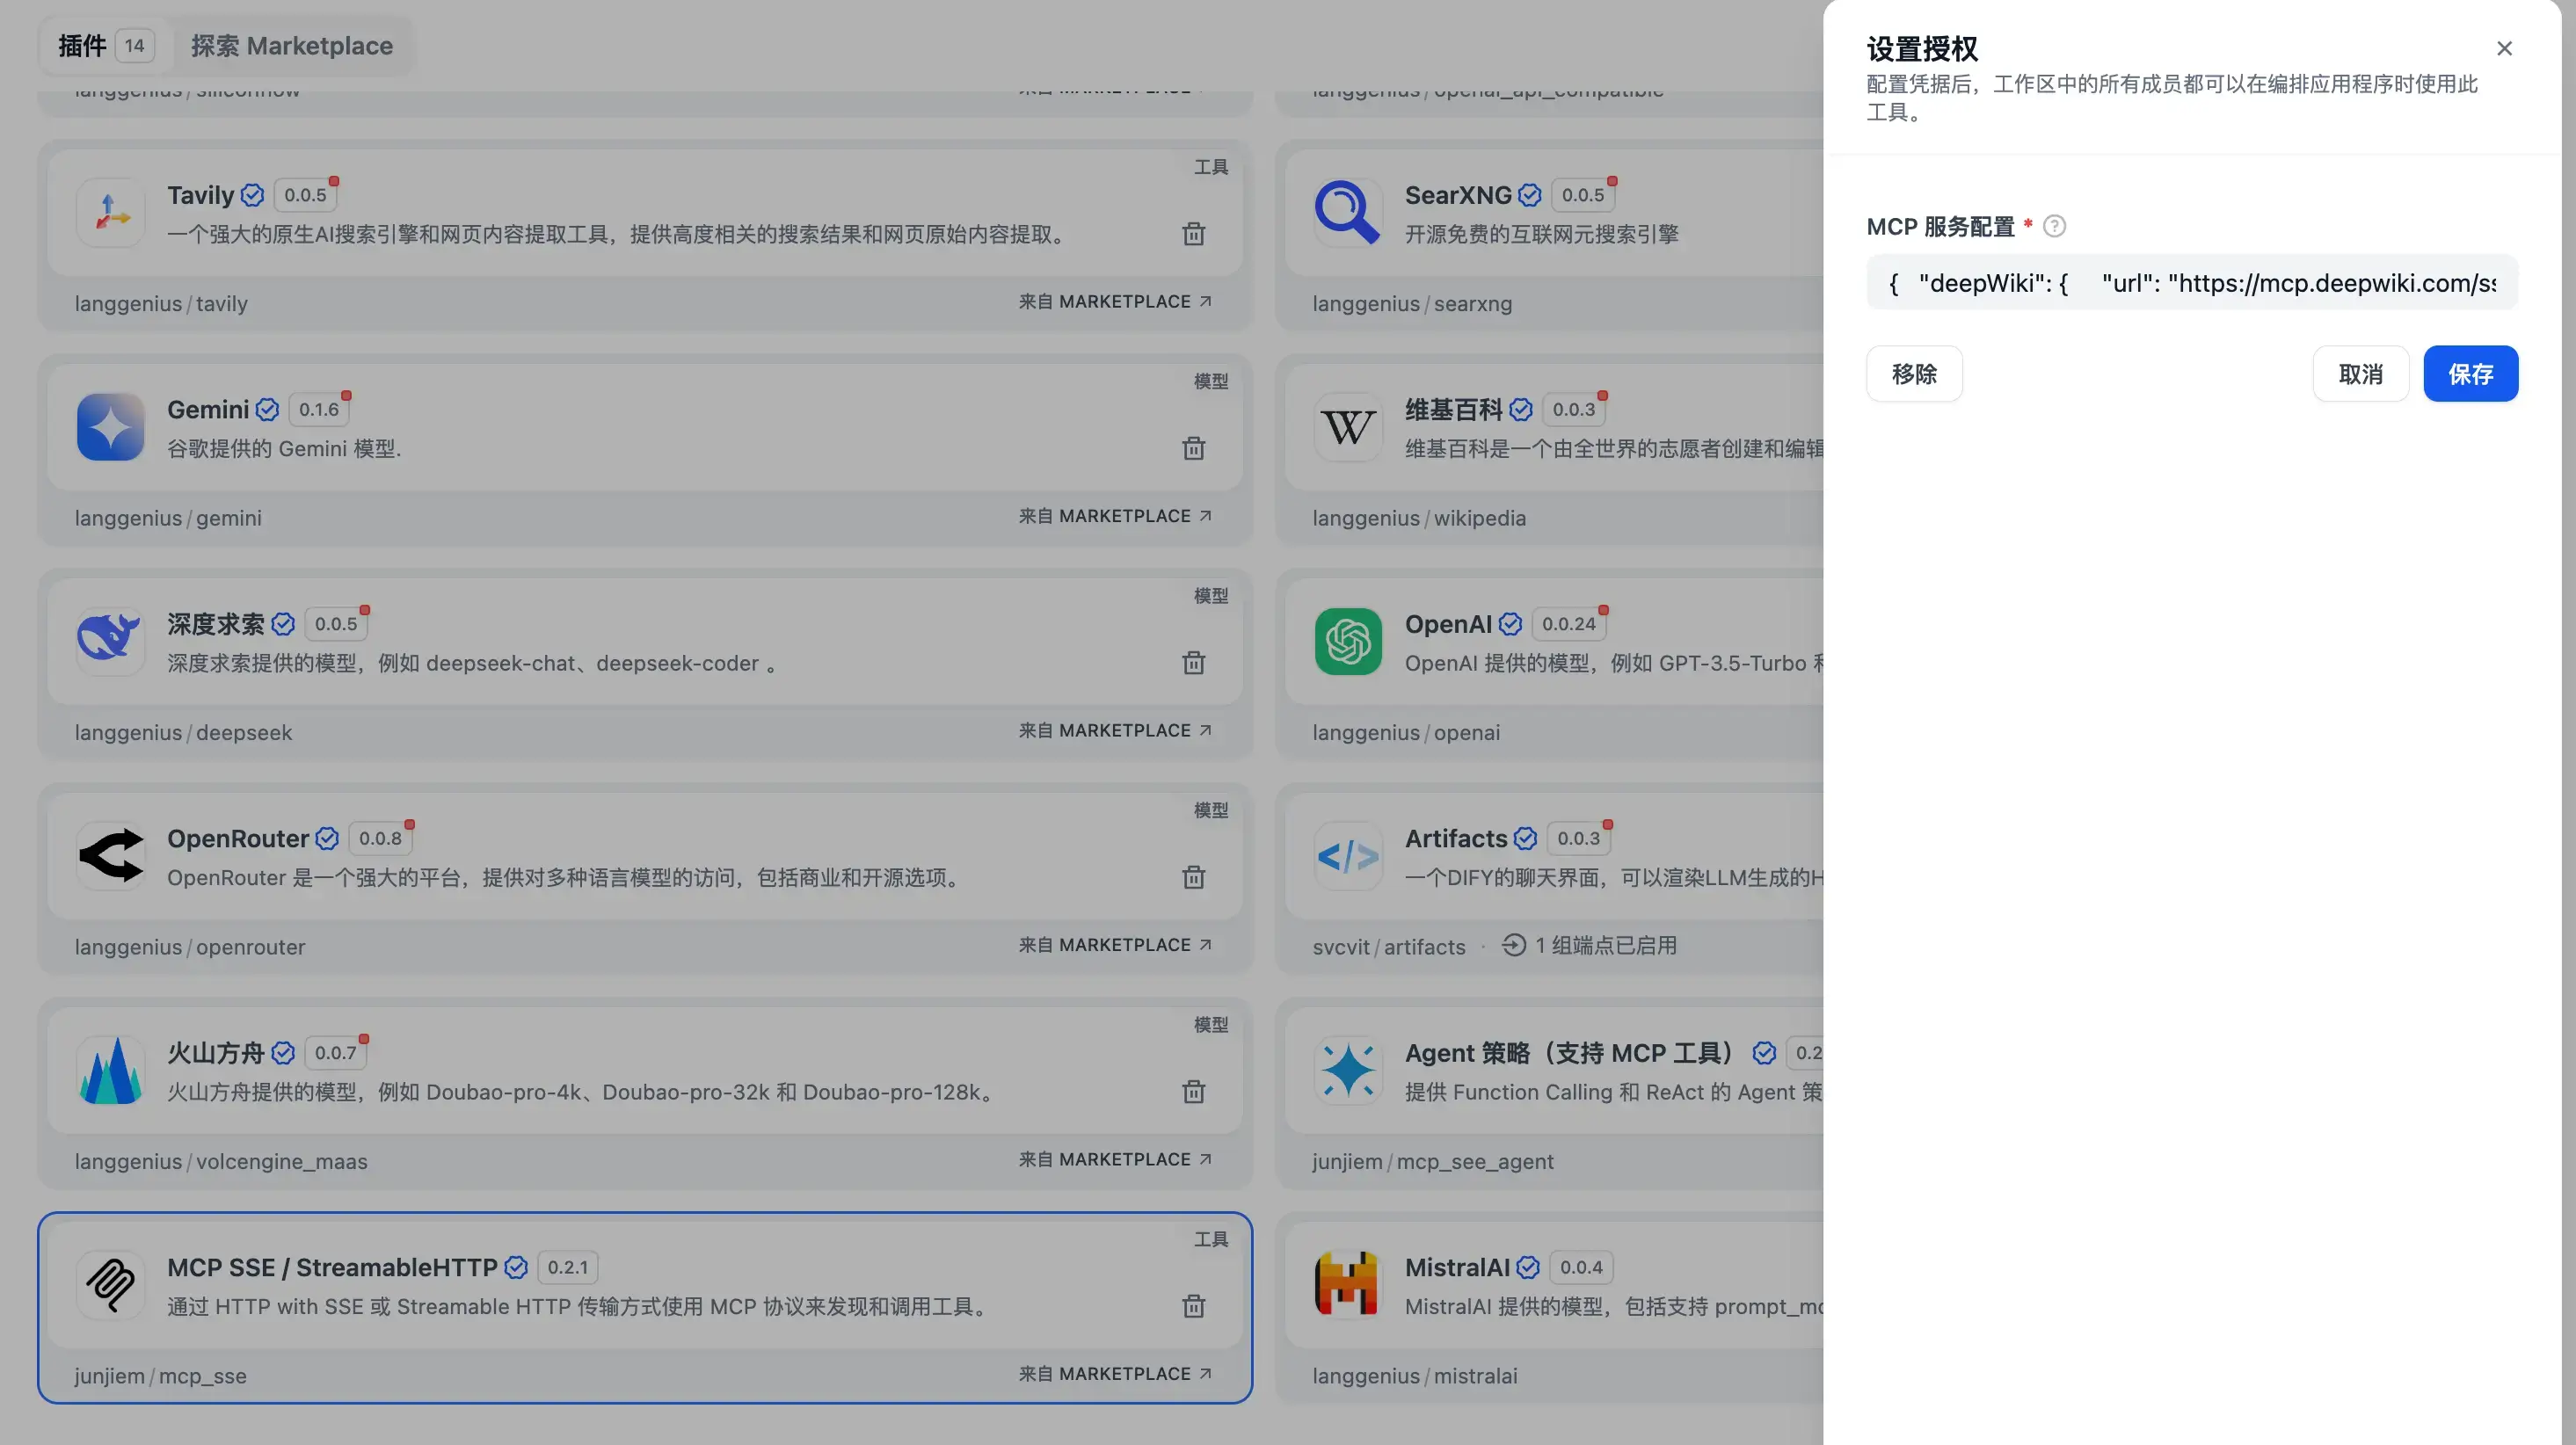 插件 14 探索 Marketplace
langgenius / siliconflow 来自 MARKETPLACE
langgenius / openai_api_compatible
工具
Tavily 0.0.5
一个强大的原生AI搜索引擎和网页内容提取工具，提供高度相关的搜索结果和网页原始内容提取。
langgenius / tavily 来自 MARKETPLACE
SearXNG 0.0.5
开源免费的互联网元搜索引擎
langgenius / searxng
模型
Gemini 0.1.6
谷歌提供的 Gemini 模型.
langgenius / gemini 来自 MARKETPLACE
维基百科 0.0.3
维基百科是一个由全世界的志愿者创建和编辑
langgenius / wikipedia
模型
深度求索 0.0.5
深度求索提供的模型，例如 deepseek-chat、deepseek-coder 。
langgenius / deepseek 来自 MARKETPLACE
OpenAI 0.0.24
OpenAI 提供的模型，例如 GPT-3.5-Turbo 和
langgenius / openai
模型
OpenRouter 0.0.8
OpenRouter 是一个强大的平台，提供对多种语言模型的访问，包括商业和开源选项。
langgenius / openrouter 来自 MARKETPLACE
Artifacts 0.0.3
一个DIFY的聊天界面，可以渲染LLM生成的H
svcvit / artifacts · 1 组端点已启用
模型
火山方舟 0.0.7
火山方舟提供的模型，例如 Doubao-pro-4k、Doubao-pro-32k 和 Doubao-pro-128k。
langgenius / volcengine_maas 来自 MARKETPLACE
Agent 策略（支持 MCP 工具） 0.2
提供 Function Calling 和 ReAct 的 Agent 策
junjiem / mcp_see_agent
工具
MCP SSE / StreamableHTTP 0.2.1
通过 HTTP with SSE 或 Streamable HTTP 传输方式使用 MCP 协议来发现和调用工具。
junjiem / mcp_sse 来自 MARKETPLACE
MistralAI 0.0.4
MistralAI 提供的模型，包括支持 prompt_mo
langgenius / mistralai
设置授权
配置凭据后，工作区中的所有成员都可以在编排应用程序时使用此
工具。
MCP 服务配置 *
{ "deepWiki": { "url": "https://mcp.deepwiki.com/ss
移除 取消 保存